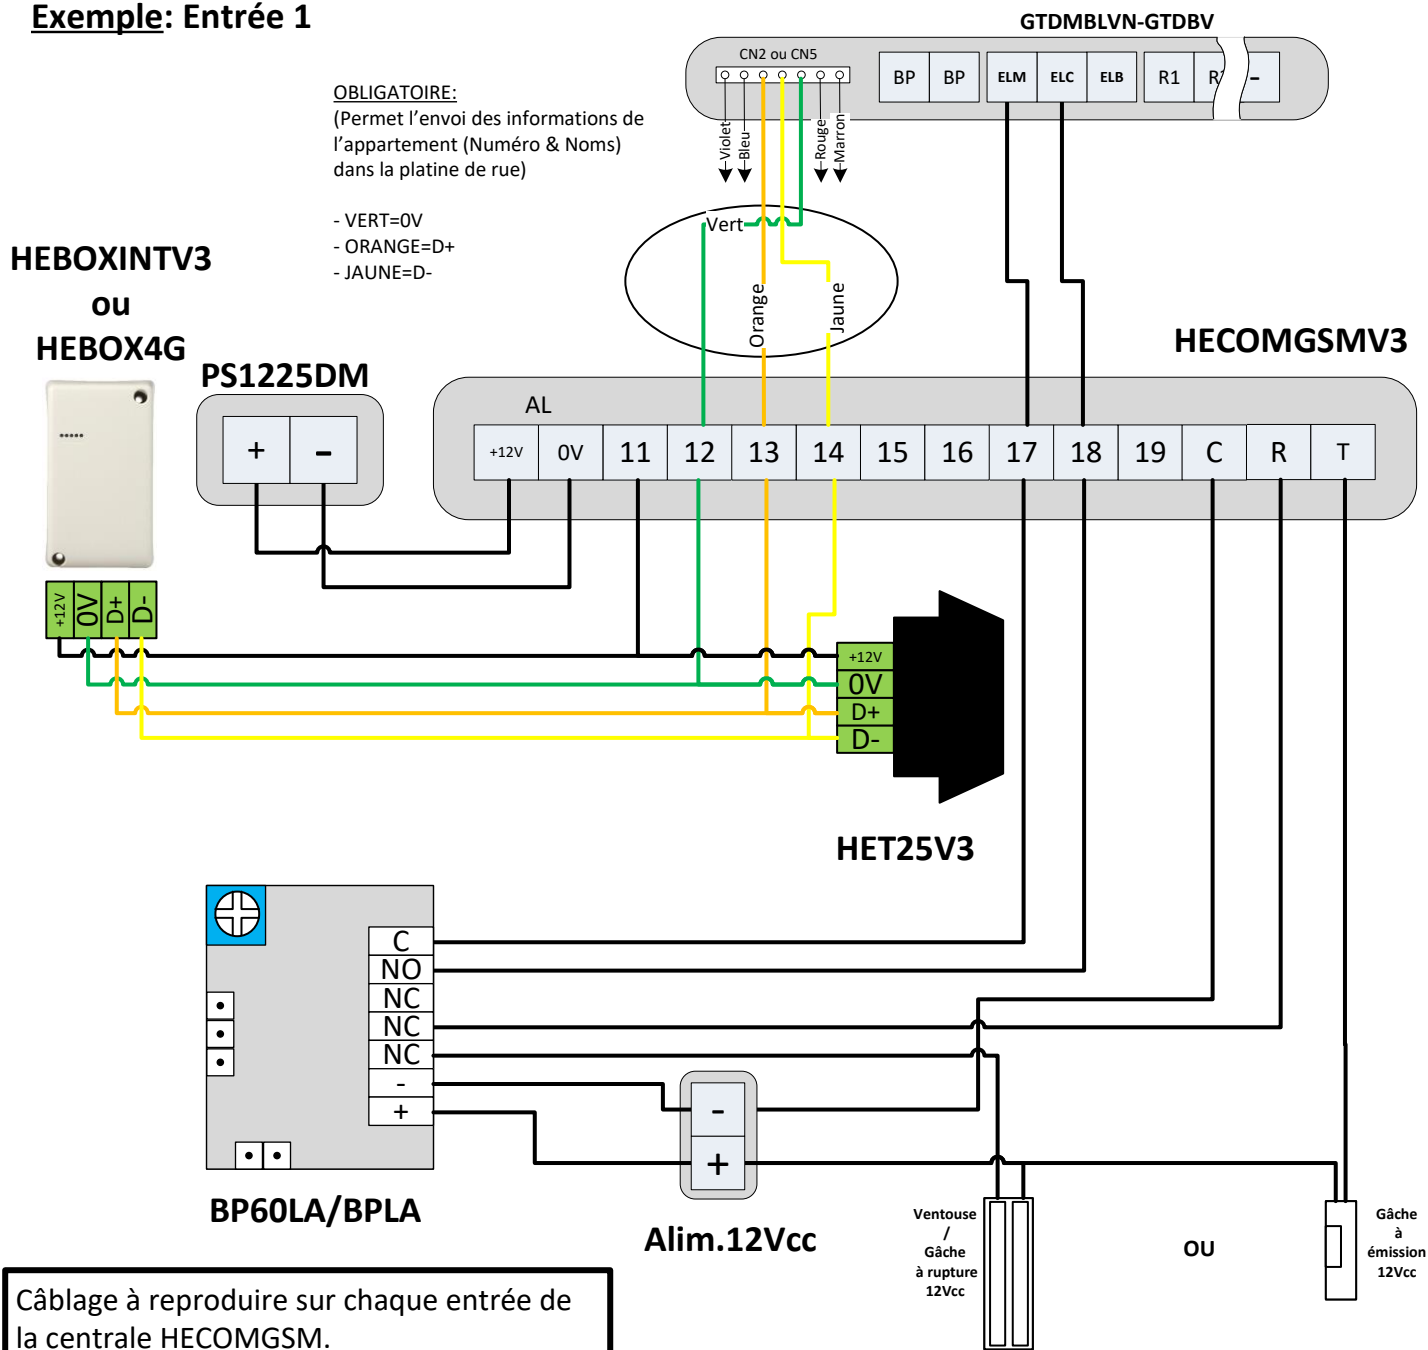 Exemple: Entrée 1
GTDMBLVN-GTDBV
CN2 ou CN5
BP
BP
ELM
ELC
ELB
R1
-
Violet
Bleu
Rouge
Marron
OBLIGATOIRE:
(Permet l'envoi des informations de
l'appartement (Numéro & Noms)
dans la platine de rue)
- VERT=0V
- ORANGE=D+
- JAUNE=D-
Vert
Orange
Jaune
HEBOXINTV3
ou
HEBOX4G
PS1225DM
+
-
HECOMGSMV3
AL
+12V
0V
11
12
13
14
15
16
17
18
19
C
R
T
+12V
0V
D+
D-
+12V
0V
D+
D-
HET25V3
C
NO
NC
NC
NC
-
+
BP60LA/BPLA
-
+
Alim.12Vcc
Ventouse
/
Gâche
à rupture
12Vcc
OU
Gâche
à
émission
12Vcc
Câblage à reproduire sur chaque entrée de
la centrale HECOMGSM.